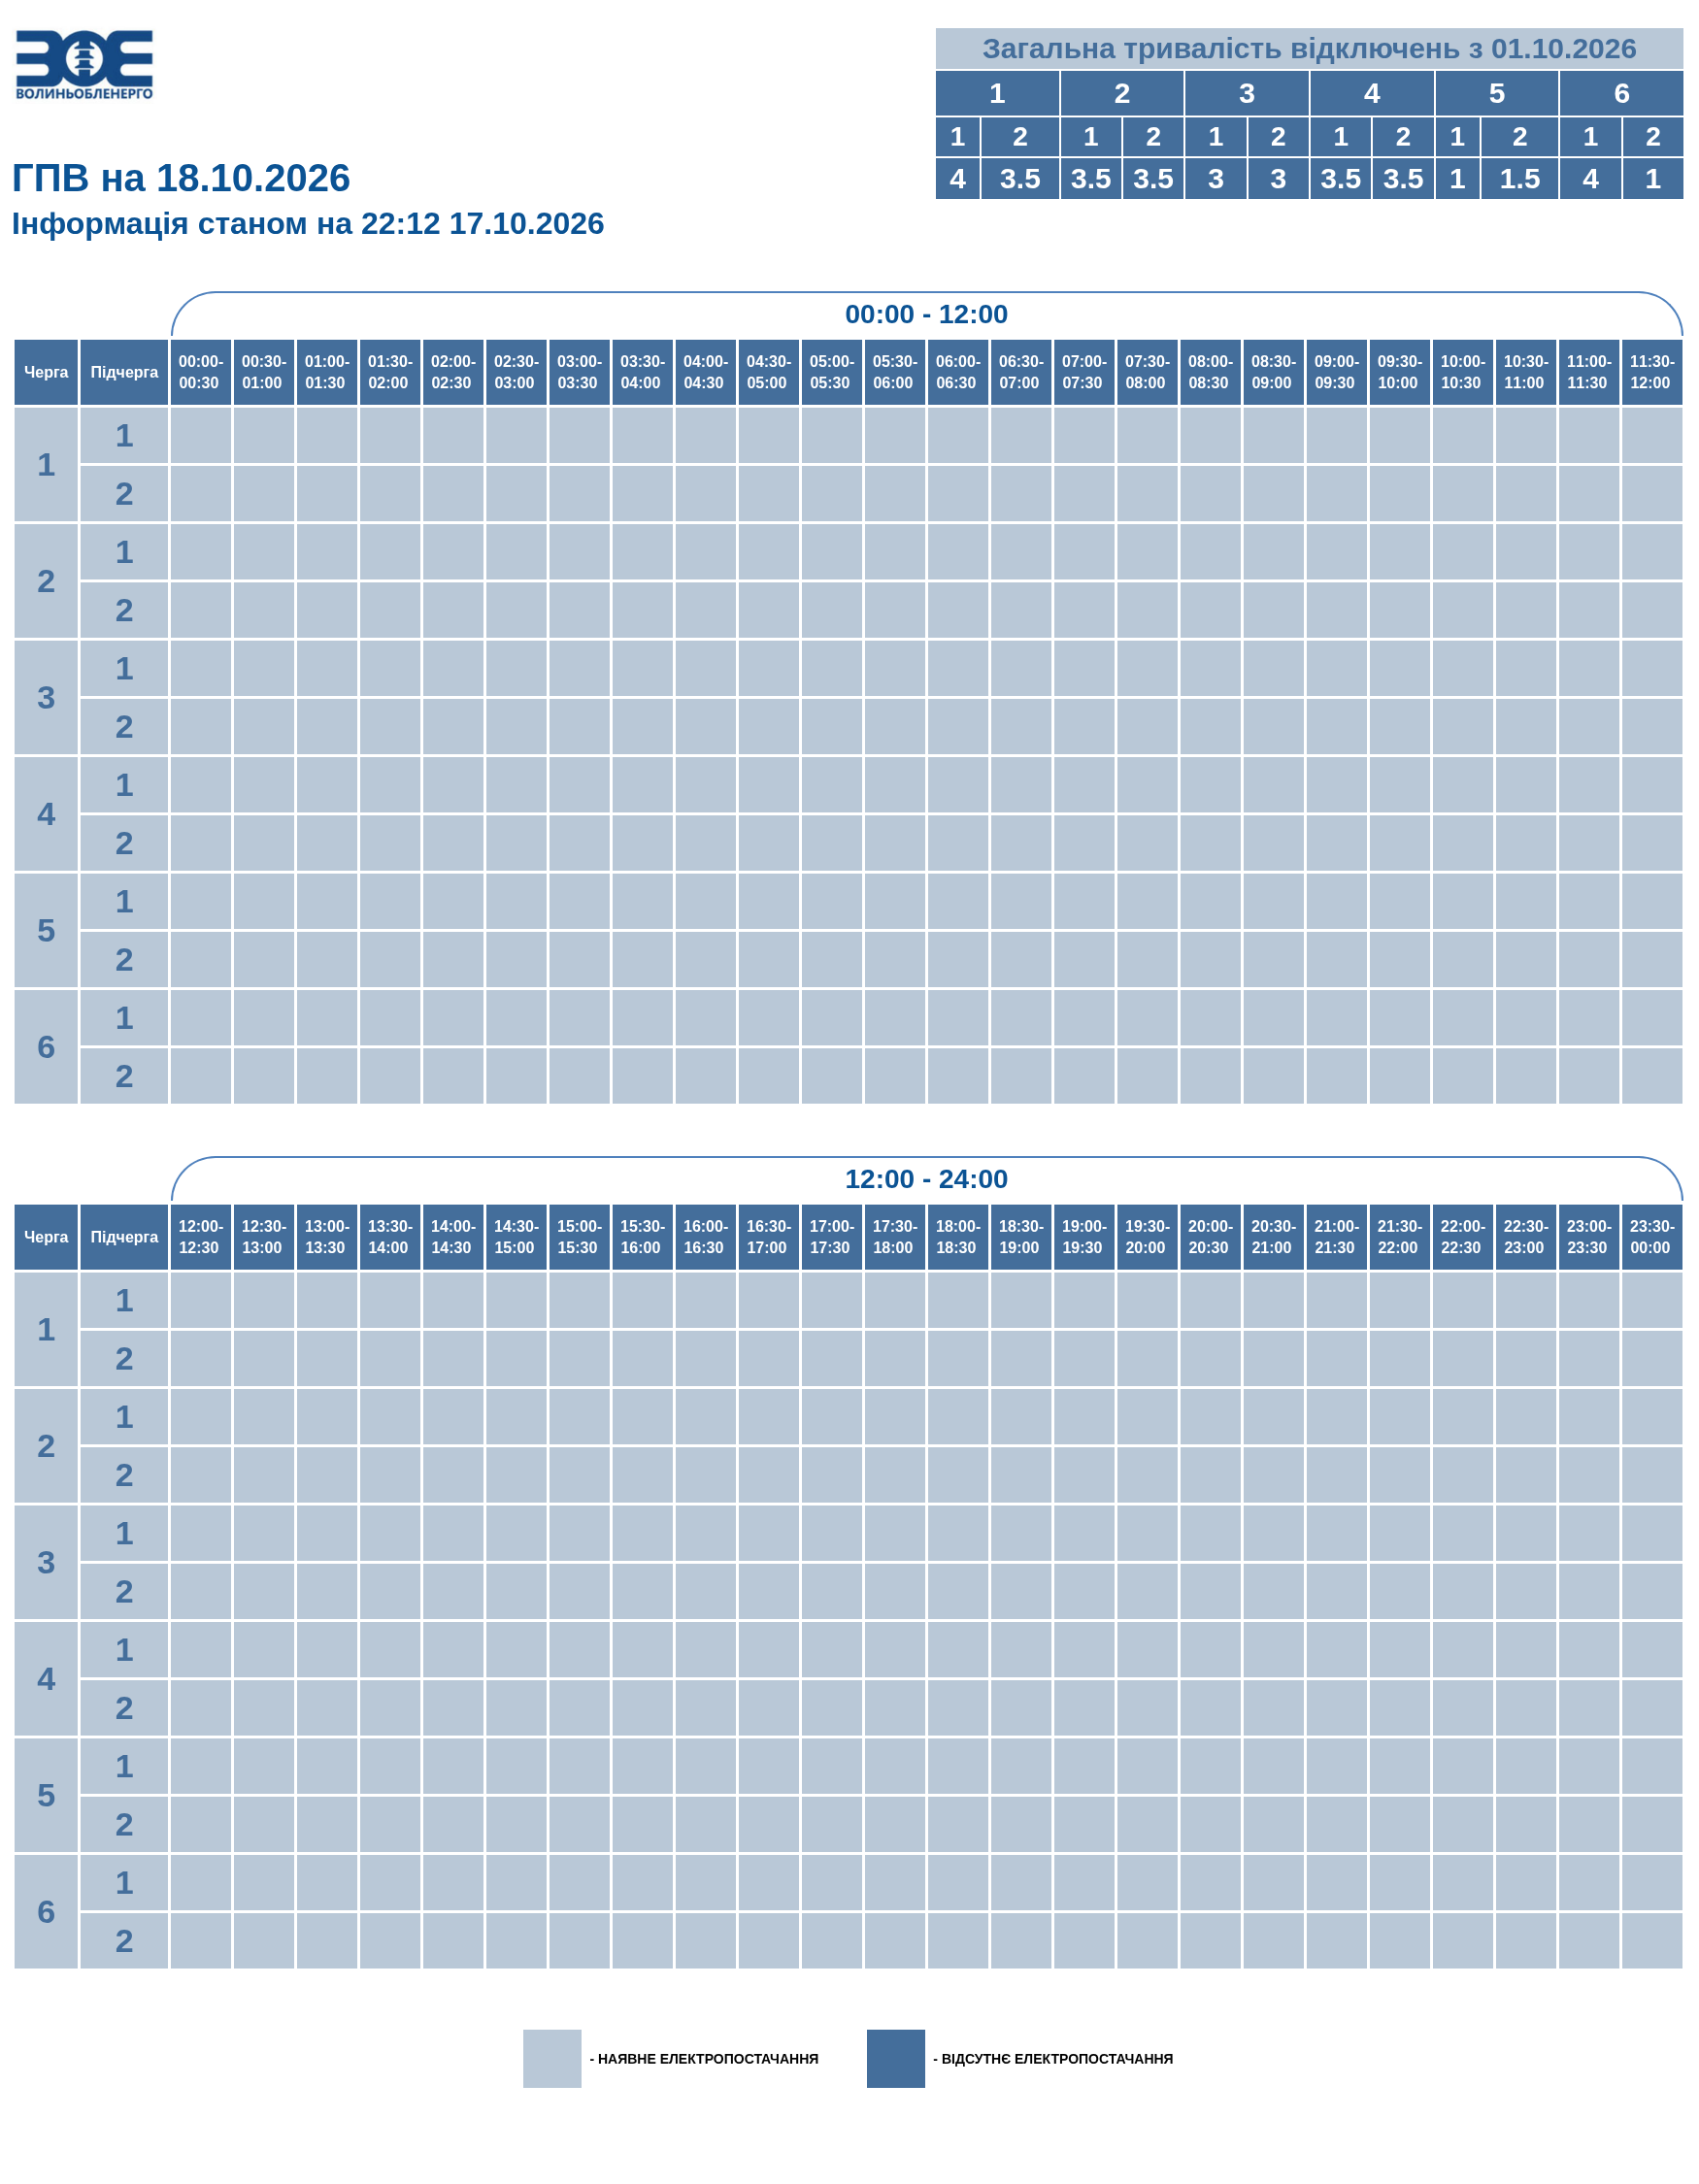 ВОЛИНЬОБЛЕНЕРГО
Загальна тривалість відключень з 01.10.2026
1 2 3 4 5 6
1 2 1 2 1 2 1 2 1 2 1 2
4 3.5 3.5 3.5 3 3 3.5 3.5 1 1.5 4 1
ГПВ на 18.10.2026
Інформація станом на 22:12 17.10.2026
00:00 - 12:00
Черга Підчерга 00:00-00:30 00:30-01:00 01:00-01:30 01:30-02:00 02:00-02:30 02:30-03:00 03:00-03:30 03:30-04:00 04:00-04:30 04:30-05:00 05:00-05:30 05:30-06:00 06:00-06:30 06:30-07:00 07:00-07:30 07:30-08:00 08:00-08:30 08:30-09:00 09:00-09:30 09:30-10:00 10:00-10:30 10:30-11:00 11:00-11:30 11:30-12:00
1 1
2
2 1
2
3 1
2
4 1
2
5 1
2
6 1
2
12:00 - 24:00
Черга Підчерга 12:00-12:30 12:30-13:00 13:00-13:30 13:30-14:00 14:00-14:30 14:30-15:00 15:00-15:30 15:30-16:00 16:00-16:30 16:30-17:00 17:00-17:30 17:30-18:00 18:00-18:30 18:30-19:00 19:00-19:30 19:30-20:00 20:00-20:30 20:30-21:00 21:00-21:30 21:30-22:00 22:00-22:30 22:30-23:00 23:00-23:30 23:30-00:00
1 1
2
2 1
2
3 1
2
4 1
2
5 1
2
6 1
2
- НАЯВНЕ ЕЛЕКТРОПОСТАЧАННЯ - ВІДСУТНЄ ЕЛЕКТРОПОСТАЧАННЯ